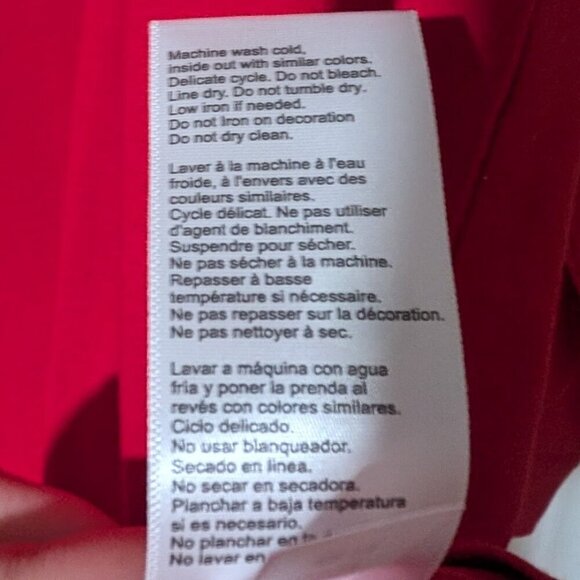 Machine wash cold,
inside out with similar colors.
Delicate cycle. Do not bleach.
Line dry. Do not tumble dry.
Low iron if needed.
Do not Iron on decoration
Do not dry clean.
Laver à la machine à l'eau
froide, à l'envers avec des
couleurs similaires.
Cycle délicat. Ne pas utiliser
d'agent de blanchiment.
Suspendre pour sécher.
Ne pas sécher à la machine.
Repasser à basse
température si nécessaire.
Ne pas repasser sur la décoration.
Ne pas nettoyer à sec.
Lavar a máquina con agua
fria y poner la prenda al
revés con colores similares.
Ciclo delicado.
No usar blanqueador.
Secado en linea.
No secar en secadora.
Planchar a baja temperatura
si es necesario.
No planchar en
No lavar en